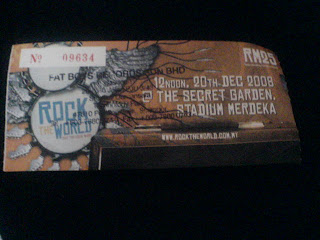 Nº 09634
RM25
FAT BOYS RECORDS SDN BHD
12NOON, 20TH. DEC 2008
@ THE SECRET GARDEN,
STADIUM MERDEKA
ROCK
THE
WORLD
WWW.ROCKTHEWORLD.COM.MY